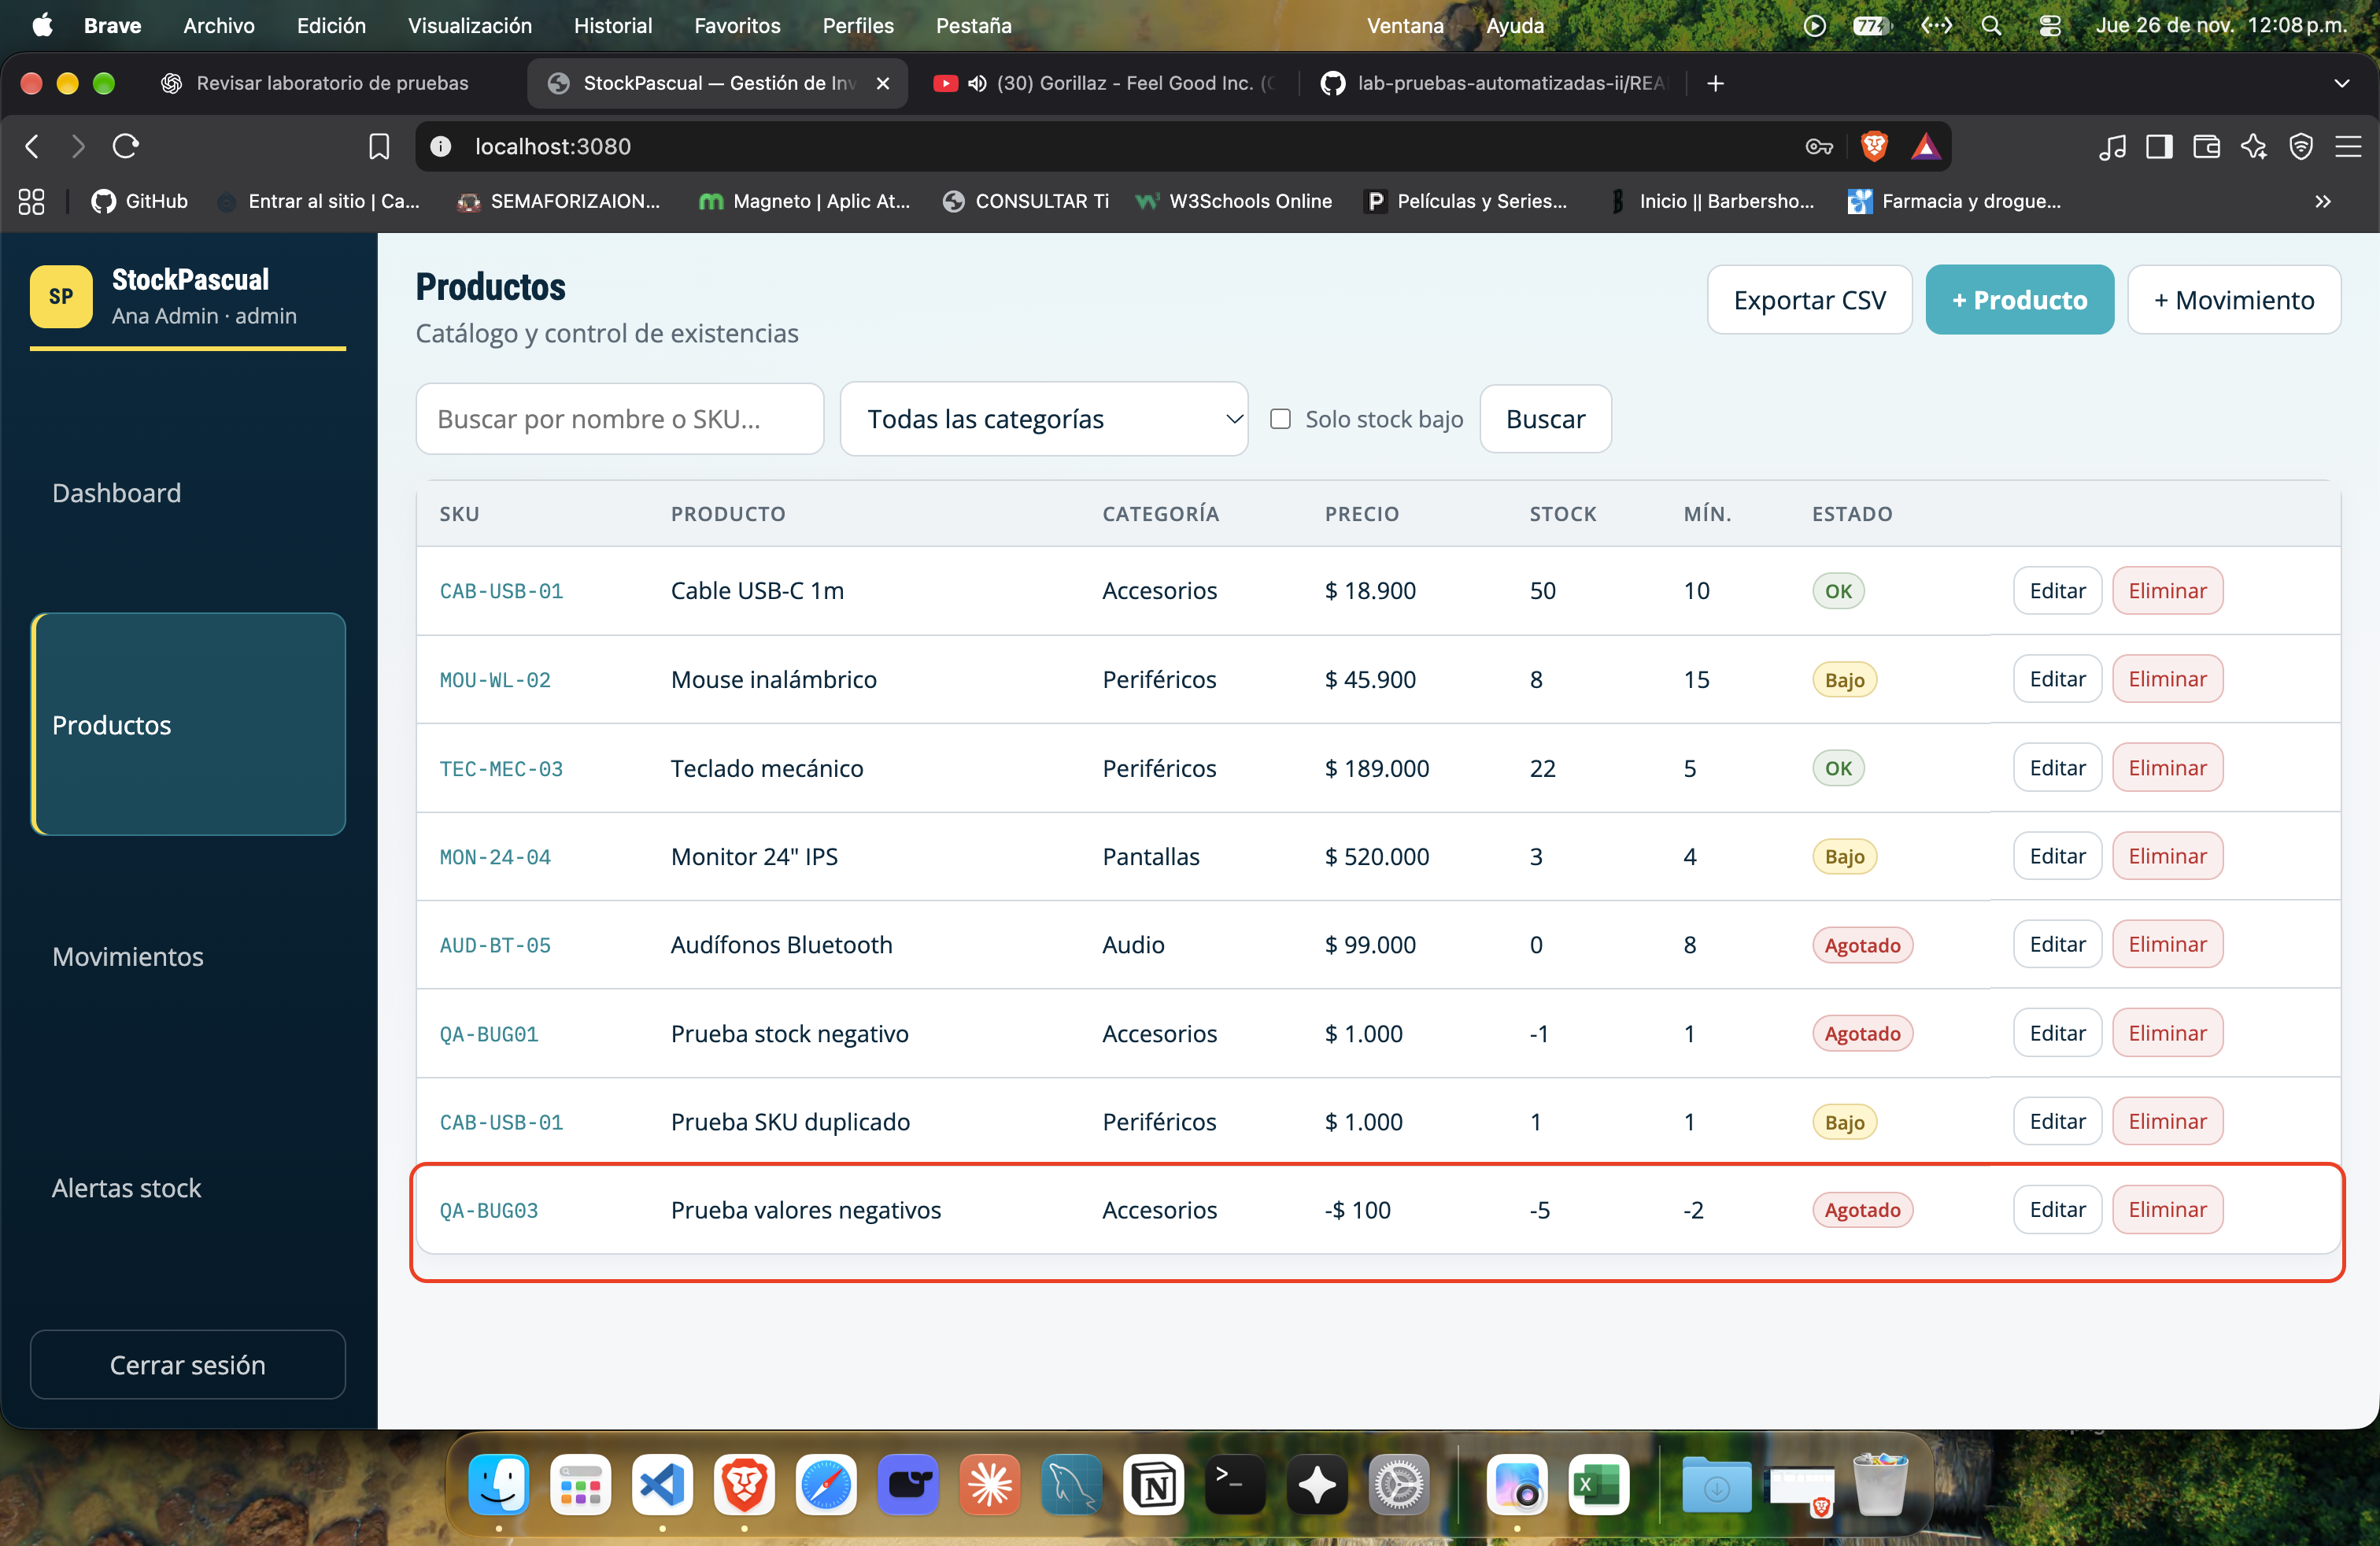 Brave Archivo Edición Visualización Historial Favoritos Perfiles Pestaña Ventana Ayuda 77 Jue 26 de nov. 12:08 p.m.
Revisar laboratorio de pruebas StockPascual — Gestión de Inv (30) Gorillaz - Feel Good Inc. (O lab-pruebas-automatizadas-ii/REA
localhost:3080
GitHub Entrar al sitio | Ca... SEMAFORIZAION... Magneto | Aplic At... CONSULTAR Ti W3Schools Online Películas y Series... Inicio || Barbersho... Farmacia y drogue...
SP
StockPascual
Ana Admin · admin
Dashboard
Productos
Movimientos
Alertas stock
Cerrar sesión
Productos
Catálogo y control de existencias
Exportar CSV + Producto + Movimiento
Buscar por nombre o SKU... Todas las categorías Solo stock bajo Buscar
SKU PRODUCTO CATEGORÍA PRECIO STOCK MÍN. ESTADO
CAB-USB-01 Cable USB-C 1m Accesorios $ 18.900 50 10 OK Editar Eliminar
MOU-WL-02 Mouse inalámbrico Periféricos $ 45.900 8 15 Bajo Editar Eliminar
TEC-MEC-03 Teclado mecánico Periféricos $ 189.000 22 5 OK Editar Eliminar
MON-24-04 Monitor 24" IPS Pantallas $ 520.000 3 4 Bajo Editar Eliminar
AUD-BT-05 Audífonos Bluetooth Audio $ 99.000 0 8 Agotado Editar Eliminar
QA-BUG01 Prueba stock negativo Accesorios $ 1.000 -1 1 Agotado Editar Eliminar
CAB-USB-01 Prueba SKU duplicado Periféricos $ 1.000 1 1 Bajo Editar Eliminar
QA-BUG03 Prueba valores negativos Accesorios -$ 100 -5 -2 Agotado Editar Eliminar